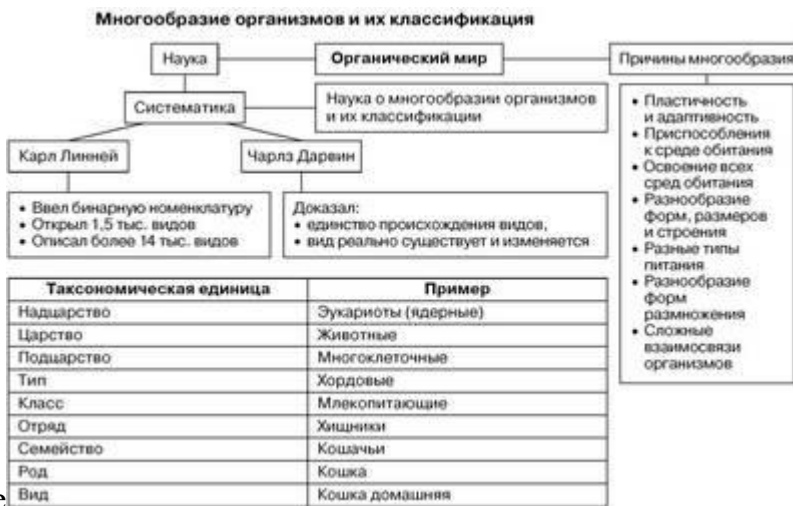 Многообразие организмов и их классификация
Наука
Органический мир
Причины многообразия
Систематика
Наука о многообразии организмов
и их классификации
Карл Линней
Чарлз Дарвин
• Ввел бинарную номенклатуру
• Открыл 1,5 тыс. видов
• Описал более 14 тыс. видов
Доказал:
• единство происхождения видов,
• вид реально существует и изменяется
• Пластичность
и адаптивность
• Приспособления
к среде обитания
• Освоение всех
сред обитания
• Разнообразие
форм, размеров
и строения
• Разные типы
питания
• Разнообразие
форм
размножения
• Сложные
взаимосвязи
организмов
Таксономическая единица Пример
Надцарство Эукариоты (ядерные)
Царство Животные
Подцарство Многоклеточные
Тип Хордовые
Класс Млекопитающие
Отряд Хищники
Семейство Кошачьи
Род Кошка
Вид Кошка домашняя